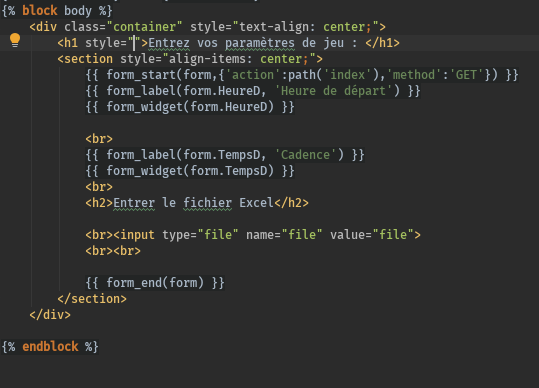 {% block body %}
<div class="container" style="text-align: center;">
<h1 style="">Entrez vos paramètres de jeu : </h1>
<section style="align-items: center;">
{{ form_start(form,{'action':path('index'),'method':'GET'}) }}
{{ form_label(form.HeureD, 'Heure de départ') }}
{{ form_widget(form.HeureD) }}
<br>
{{ form_label(form.TempsD, 'Cadence') }}
{{ form_widget(form.TempsD) }}
<br>
<h2>Entrer le fichier Excel</h2>
<br><input type="file" name="file" value="file">
<br><br>
{{ form_end(form) }}
</section>
</div>
{% endblock %}